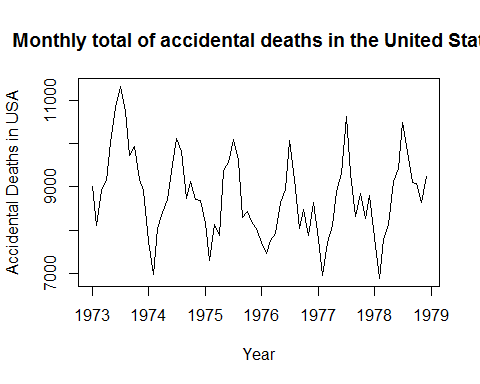 Monthly total of accidental deaths in the United Stat
Accidental Deaths in USA
11000
9000
7000
1973 1974 1975 1976 1977 1978 1979
Year